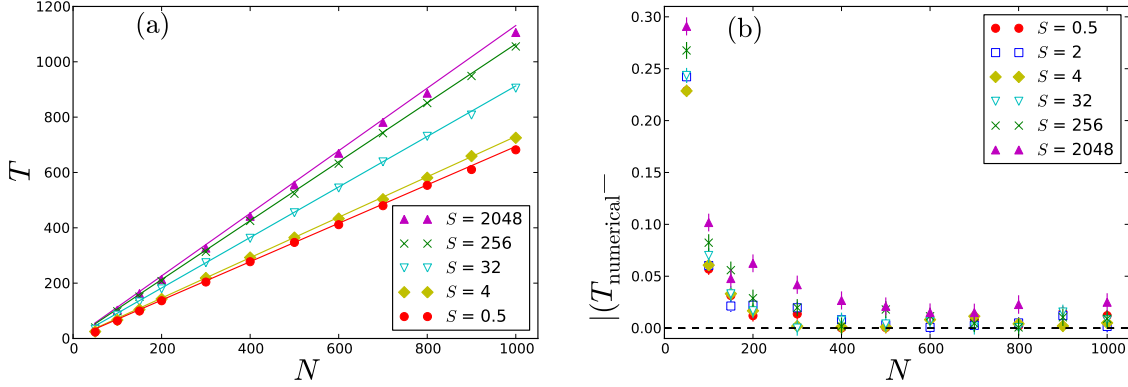 (a)
1200
1000
800
600
400
200
0
T
0 200 400 600 800 1000
N
S = 2048
S = 256
S = 32
S = 4
S = 0.5
(b)
0.30
0.25
0.20
0.15
0.10
0.05
0.00
|(T_numerical —
0 200 400 600 800 1000
N
S = 0.5
S = 2
S = 4
S = 32
S = 256
S = 2048